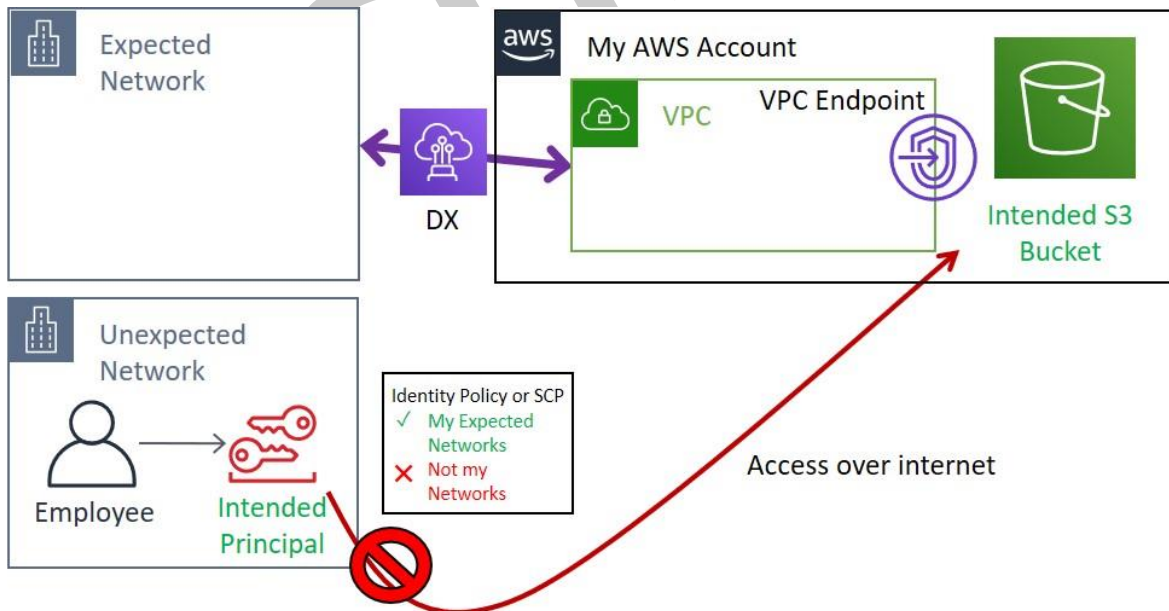 Expected
Network
aws
My AWS Account
VPC
VPC Endpoint
DX
Intended S3
Bucket
Unexpected
Network
Employee
Intended
Principal
Identity Policy or SCP
✓ My Expected
Networks
✕ Not my
Networks
Access over internet